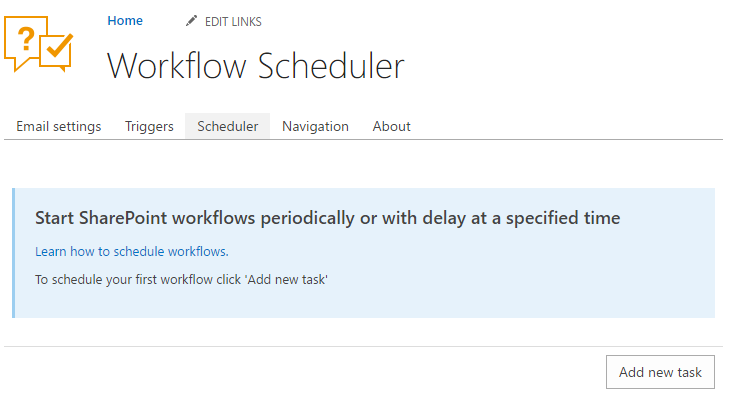 Home EDIT LINKS
Workflow Scheduler
Email settings Triggers Scheduler Navigation About
Start SharePoint workflows periodically or with delay at a specified time
Learn how to schedule workflows.
To schedule your first workflow click 'Add new task'
Add new task